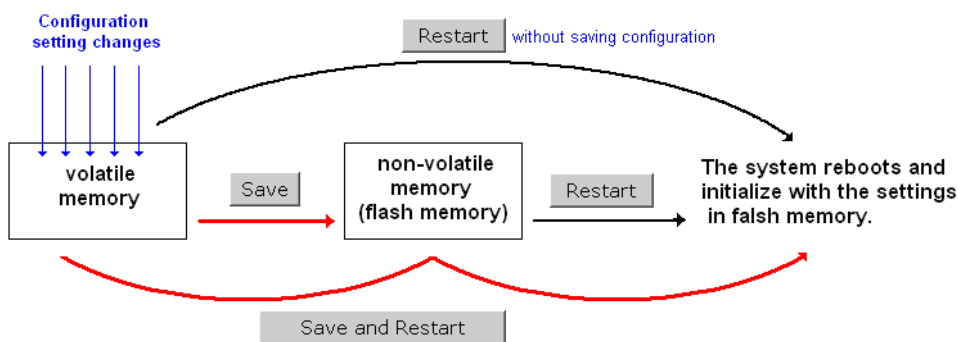 Configuration
setting changes
Restart without saving configuration
volatile
memory
Save
non-volatile
memory
(flash memory)
Restart
The system reboots and
initialize with the settings
in falsh memory.
Save and Restart